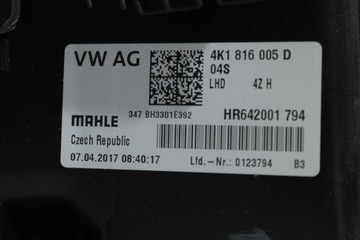 VW AG
4K1 816 005 D
04S
LHD 4Z H
MAHLE
347 BH3301E392
HR642001 794
Czech Republic
07.04.2017 08:40:17
Lfd.-Nr.: 0123794 B3